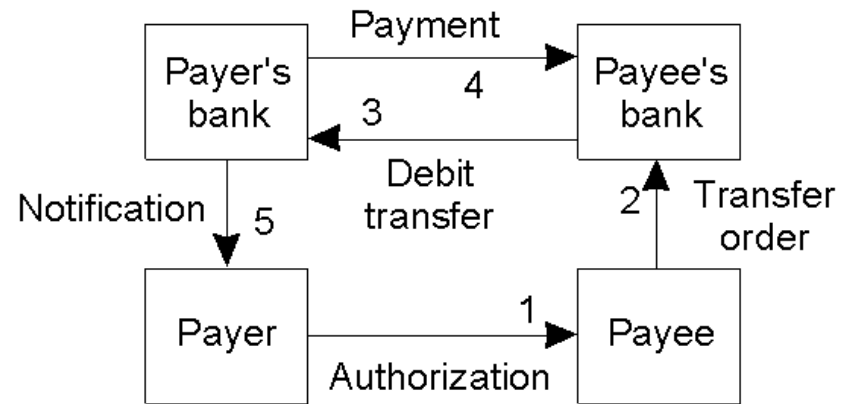 Payment
Payer's
bank
Payee's
bank
4
3
Debit
transfer
Notification
5
2
Transfer
order
Payer
1
Payee
Authorization